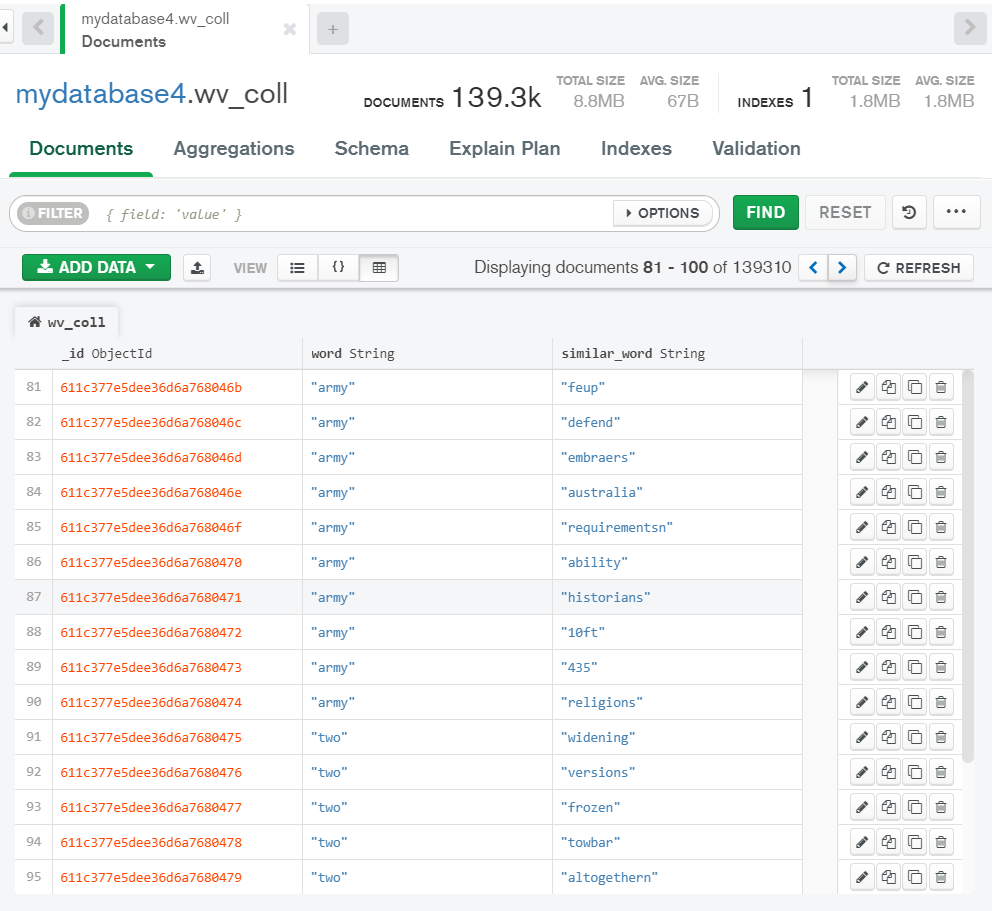 mydatabase4.wv_coll
Documents
mydatabase4.wv_coll
DOCUMENTS 139.3k TOTAL SIZE 8.8MB AVG. SIZE 67B INDEXES 1 TOTAL SIZE 1.8MB AVG. SIZE 1.8MB
Documents Aggregations Schema Explain Plan Indexes Validation
FILTER { field: 'value' } OPTIONS FIND RESET ...
ADD DATA VIEW {} Displaying documents 81 - 100 of 139310 < > REFRESH
wv_coll
_id ObjectId word String similar_word String
81 611c377e5dee36d6a768046b "army" "feup"
82 611c377e5dee36d6a768046c "army" "defend"
83 611c377e5dee36d6a768046d "army" "embraers"
84 611c377e5dee36d6a768046e "army" "australia"
85 611c377e5dee36d6a768046f "army" "requirementsn"
86 611c377e5dee36d6a7680470 "army" "ability"
87 611c377e5dee36d6a7680471 "army" "historians"
88 611c377e5dee36d6a7680472 "army" "10ft"
89 611c377e5dee36d6a7680473 "army" "435"
90 611c377e5dee36d6a7680474 "army" "religions"
91 611c377e5dee36d6a7680475 "two" "widening"
92 611c377e5dee36d6a7680476 "two" "versions"
93 611c377e5dee36d6a7680477 "two" "frozen"
94 611c377e5dee36d6a7680478 "two" "towbar"
95 611c377e5dee36d6a7680479 "two" "altogethern"